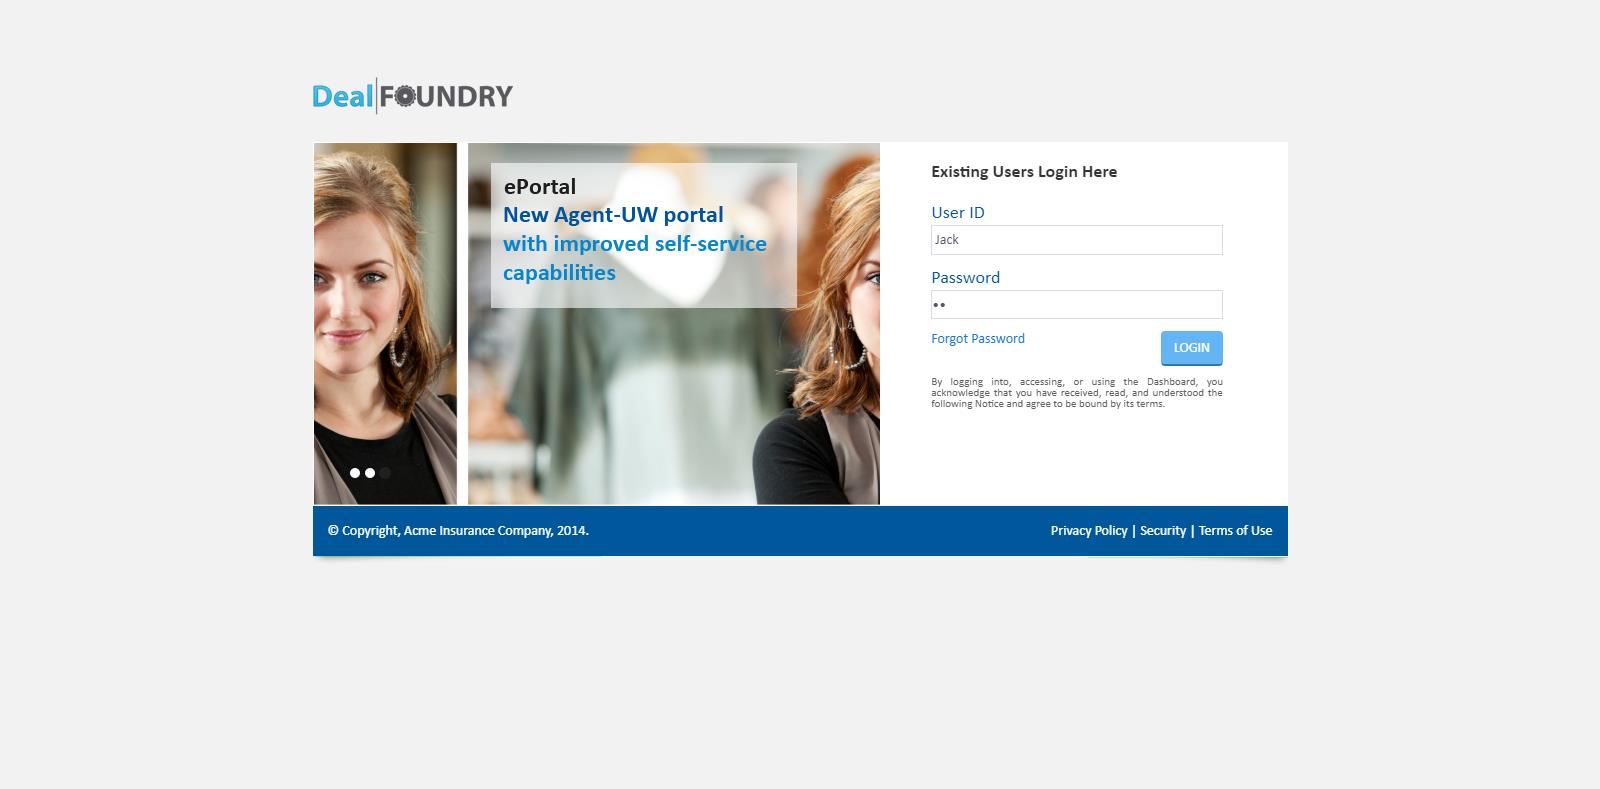 Deal FOUNDRY
ePortal
New Agent-UW portal
with improved self-service
capabilities
Existing Users Login Here
User ID
Jack
Password
••
Forgot Password
LOGIN
By logging into, accessing, or using the Dashboard, you
acknowledge that you have received, read, and understood the
following Notice and agree to be bound by its terms.
© Copyright, Acme Insurance Company, 2014.
Privacy Policy | Security | Terms of Use